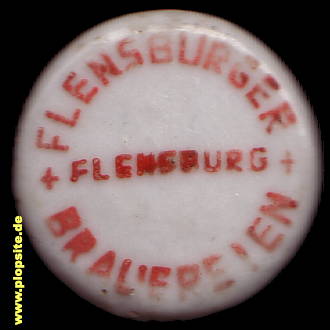 FLENSBURGER
+ FLENSBURG +
BRAUEREIEN
www.plopsite.de